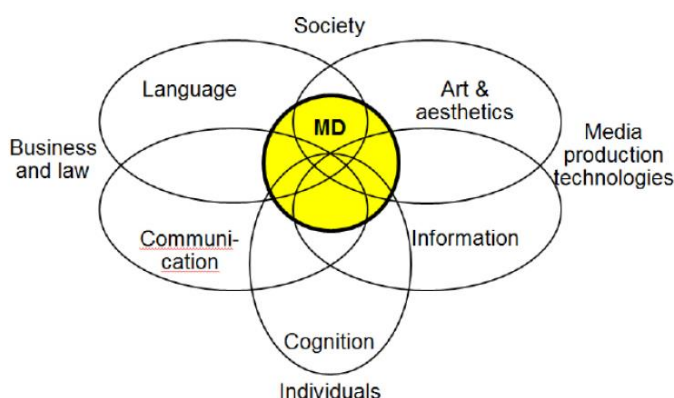 Society
Language
Art &
aesthetics
MD
Business
and law
Media
production
technologies
Communi-
cation
Information
Cognition
Individuals